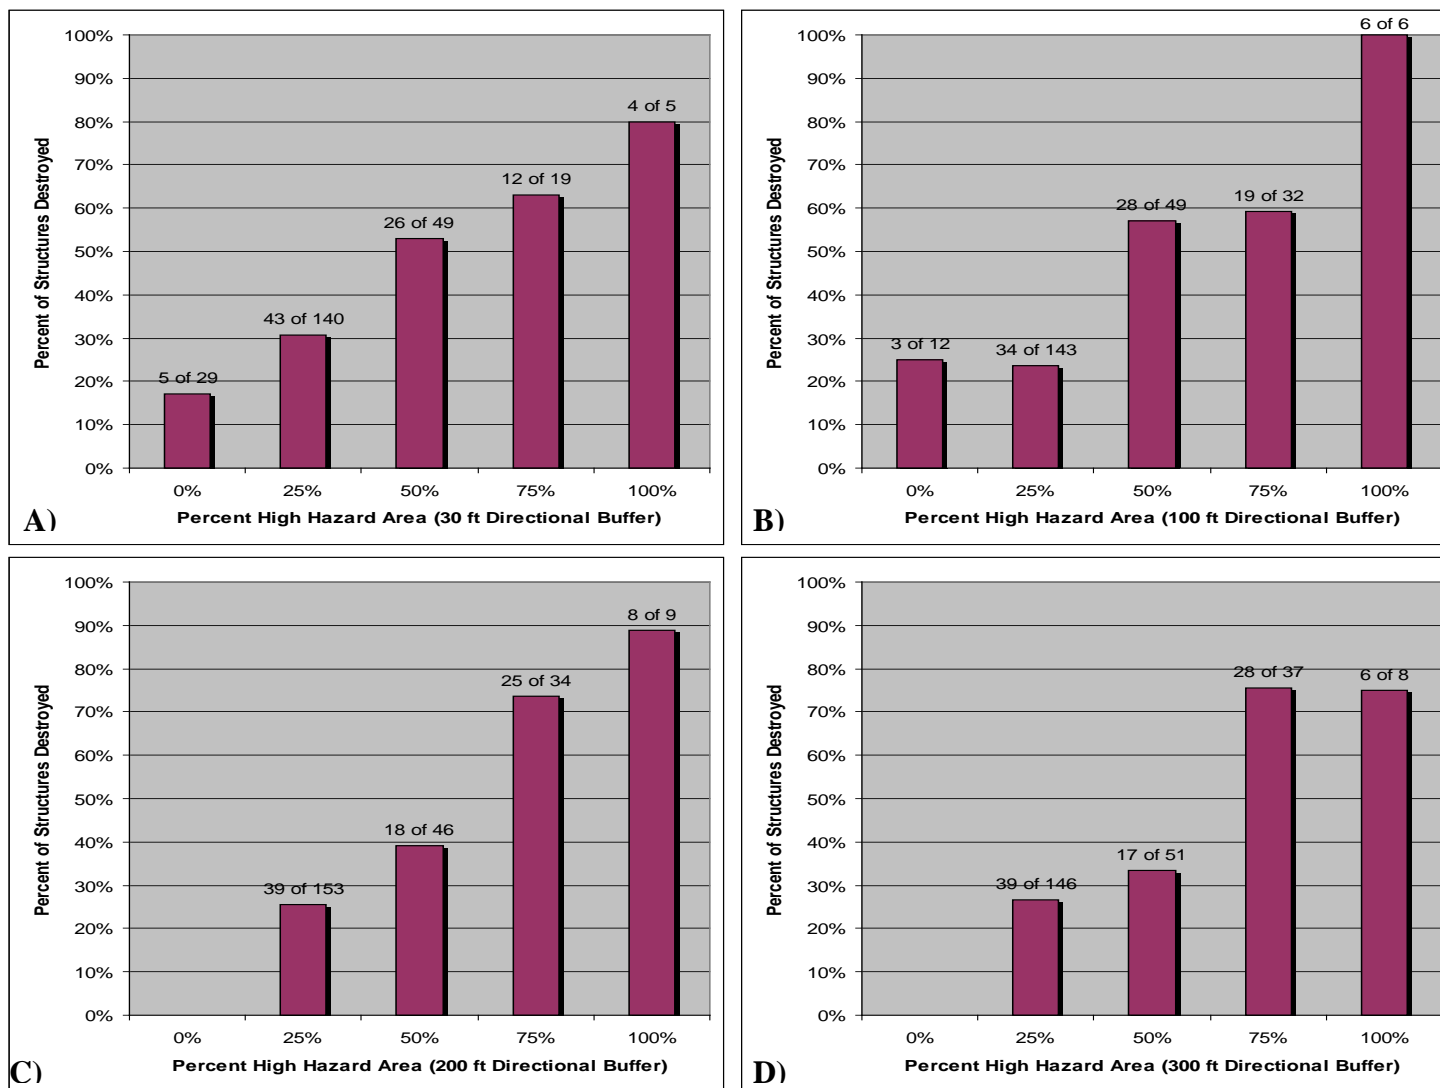 100%
90%
80%
70%
60%
50%
40%
30%
20%
10%
0%
Percent of Structures Destroyed
5 of 29
43 of 140
26 of 49
12 of 19
4 of 5
0% 25% 50% 75% 100%
Percent High Hazard Area (30 ft Directional Buffer)
A)
100%
90%
80%
70%
60%
50%
40%
30%
20%
10%
0%
Percent of Structures Destroyed
3 of 12
34 of 143
28 of 49
19 of 32
6 of 6
0% 25% 50% 75% 100%
Percent High Hazard Area (100 ft Directional Buffer)
B)
100%
90%
80%
70%
60%
50%
40%
30%
20%
10%
0%
Percent of Structures Destroyed
39 of 153
18 of 46
25 of 34
8 of 9
0% 25% 50% 75% 100%
Percent High Hazard Area (200 ft Directional Buffer)
C)
100%
90%
80%
70%
60%
50%
40%
30%
20%
10%
0%
Percent of Structures Destroyed
39 of 146
17 of 51
28 of 37
6 of 8
0% 25% 50% 75% 100%
Percent High Hazard Area (300 ft Directional Buffer)
D)